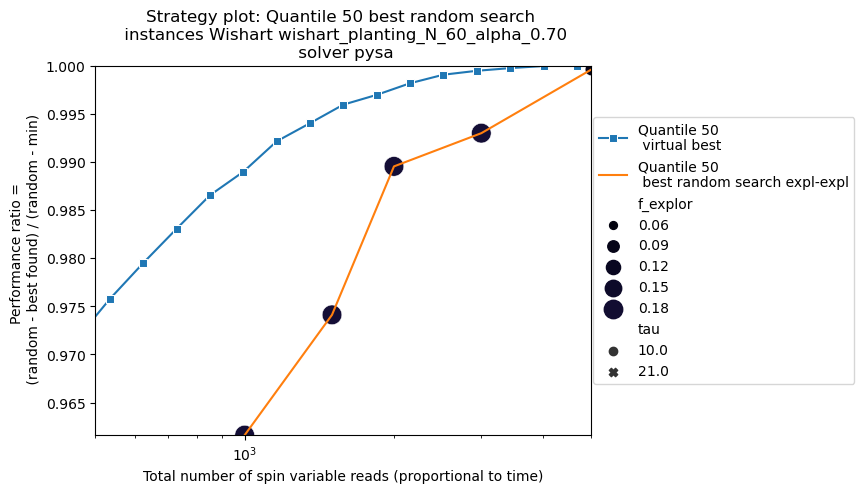 Strategy plot: Quantile 50 best random search
instances Wishart wishart_planting_N_60_alpha_0.70
solver pysa
Performance ratio =
(random - best found) / (random - min)
1.000
0.995
0.990
0.985
0.980
0.975
0.970
0.965
10^3
Total number of spin variable reads (proportional to time)
Quantile 50
virtual best
Quantile 50
best random search expl-expl
f_explor
0.06
0.09
0.12
0.15
0.18
tau
10.0
21.0